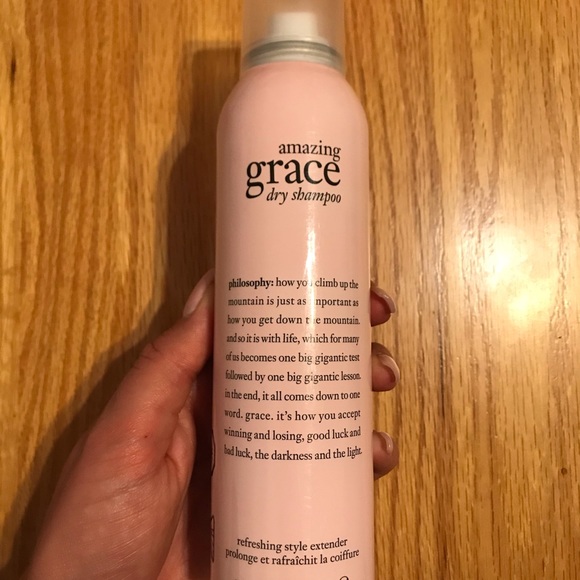 amazing
grace
dry shampoo
philosophy: how you climb up the
mountain is just as important as
how you get down the mountain.
and so it is with life, which for many
of us becomes one big gigantic test
followed by one big gigantic lesson.
in the end, it all comes down to one
word. grace. it's how you accept
winning and losing, good luck and
bad luck, the darkness and the light.
refreshing style extender
prolonge et rafraîchit la coiffure